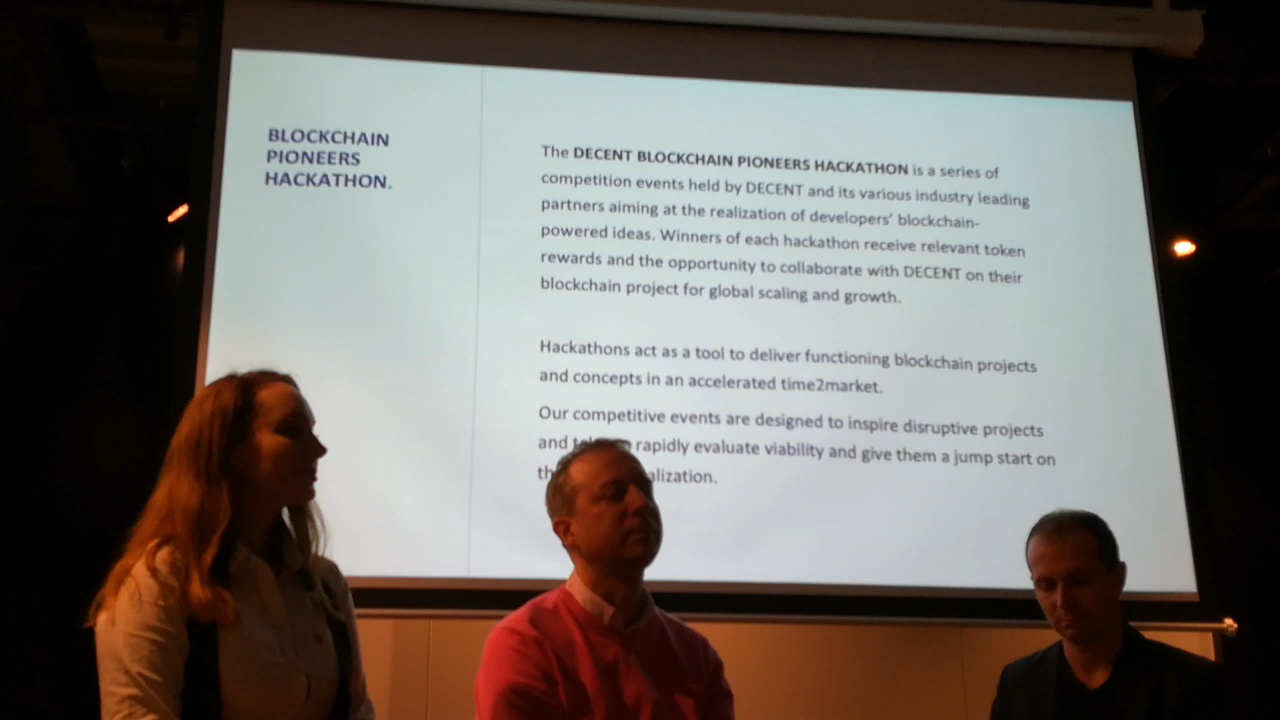 BLOCKCHAIN
PIONEERS
HACKATHON.
The DECENT BLOCKCHAIN PIONEERS HACKATHON is a series of
competition events held by DECENT and its various industry leading
partners aiming at the realization of developers' blockchain-
powered ideas. Winners of each hackathon receive relevant token
rewards and the opportunity to collaborate with DECENT on their
blockchain project for global scaling and growth.
Hackathons act as a tool to deliver functioning blockchain projects
and concepts in an accelerated time2market.
Our competitive events are designed to inspire disruptive projects
and rapidly evaluate viability and give them a jump start on